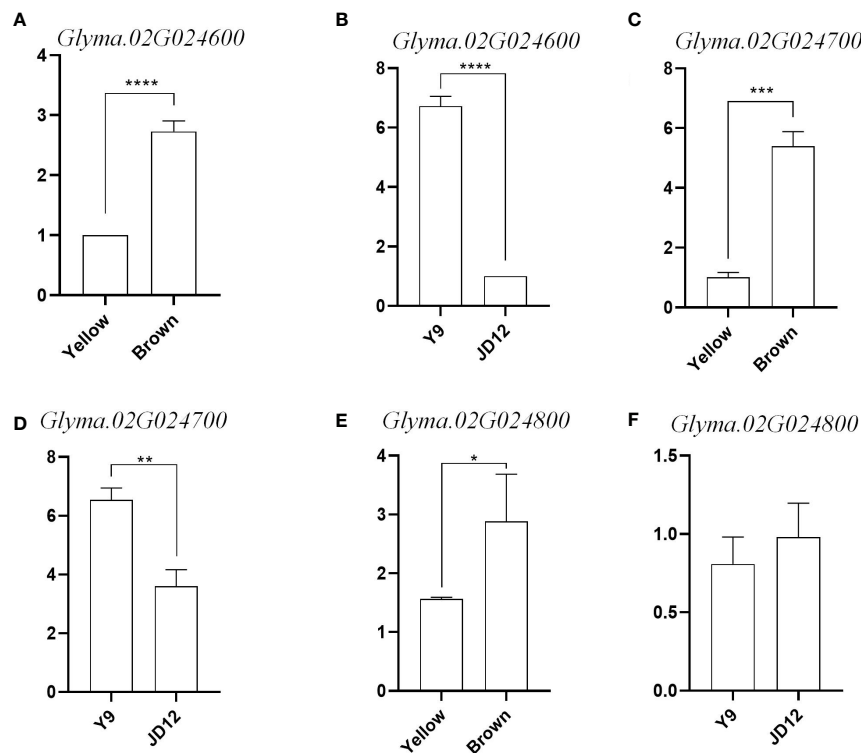 A
Glyma.02G024600
4
3
2
1
0
****
Yellow
Brown
B
Glyma.02G024600
8
6
4
2
0
****
Y9
JD12
C
Glyma.02G024700
8
6
4
2
0
***
Yellow
Brown
D
Glyma.02G024700
8
6
4
2
0
**
Y9
JD12
E
Glyma.02G024800
4
3
2
1
0
*
Yellow
Brown
F
Glyma.02G024800
1.5
1.0
0.5
0.0
Y9
JD12